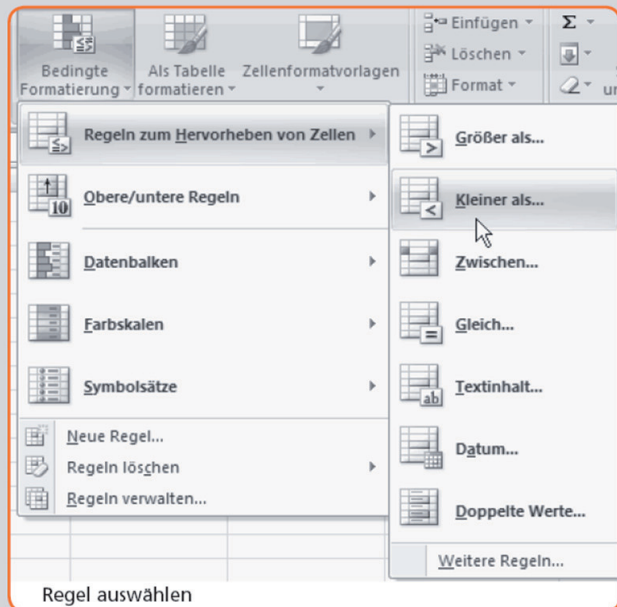 Einfügen
Σ
Löschen
Format
Bedingte Formatierung
Als Tabelle formatieren
Zellenformatvorlagen
Regeln zum Hervorheben von Zellen
Obere/untere Regeln
10
Datenbalken
Farbskalen
Symbolsätze
Neue Regel...
Regeln löschen
Regeln verwalten...
Größer als...
>
Kleiner als...
<
Zwischen...
Gleich...
=
Textinhalt...
ab
Datum...
Doppelte Werte...
Weitere Regeln...
Regel auswählen